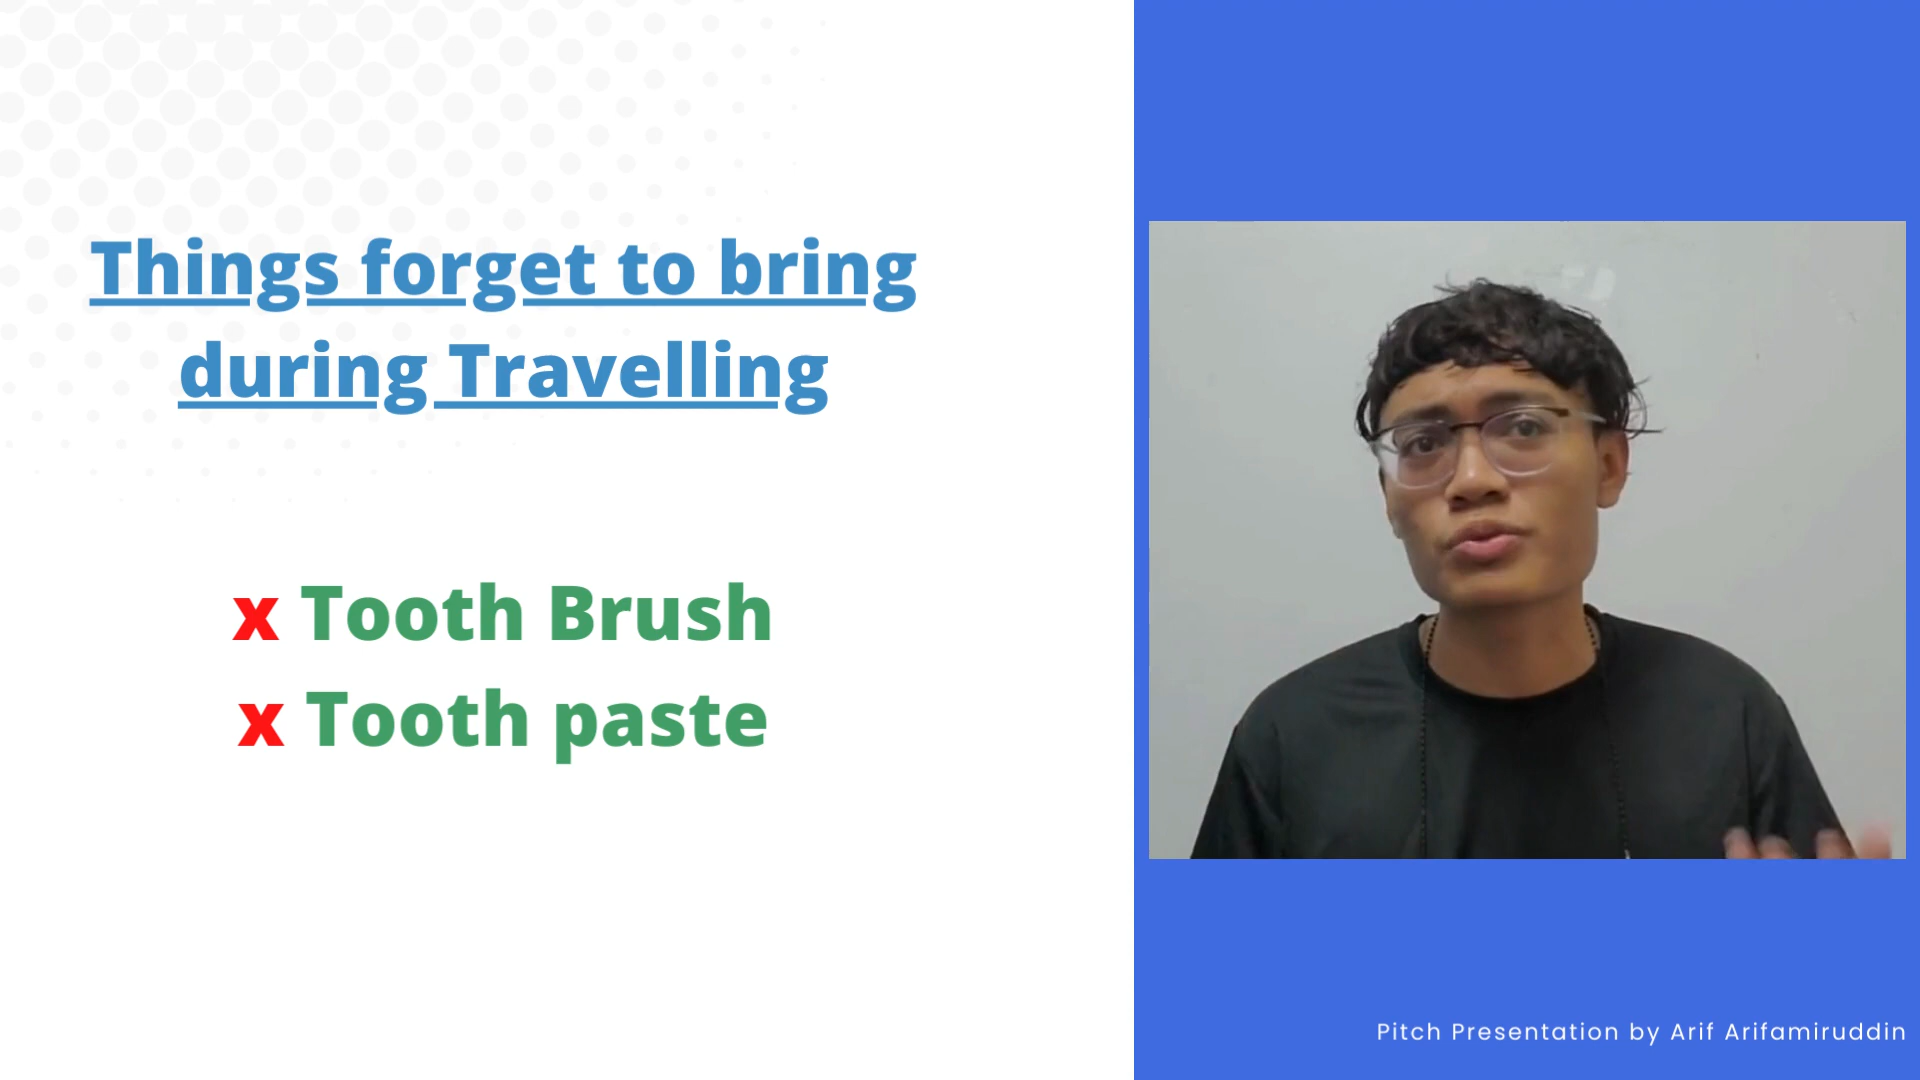 Things forget to bring
during Travelling
x Tooth Brush
x Tooth paste
Pitch Presentation by Arif Arifamiruddin